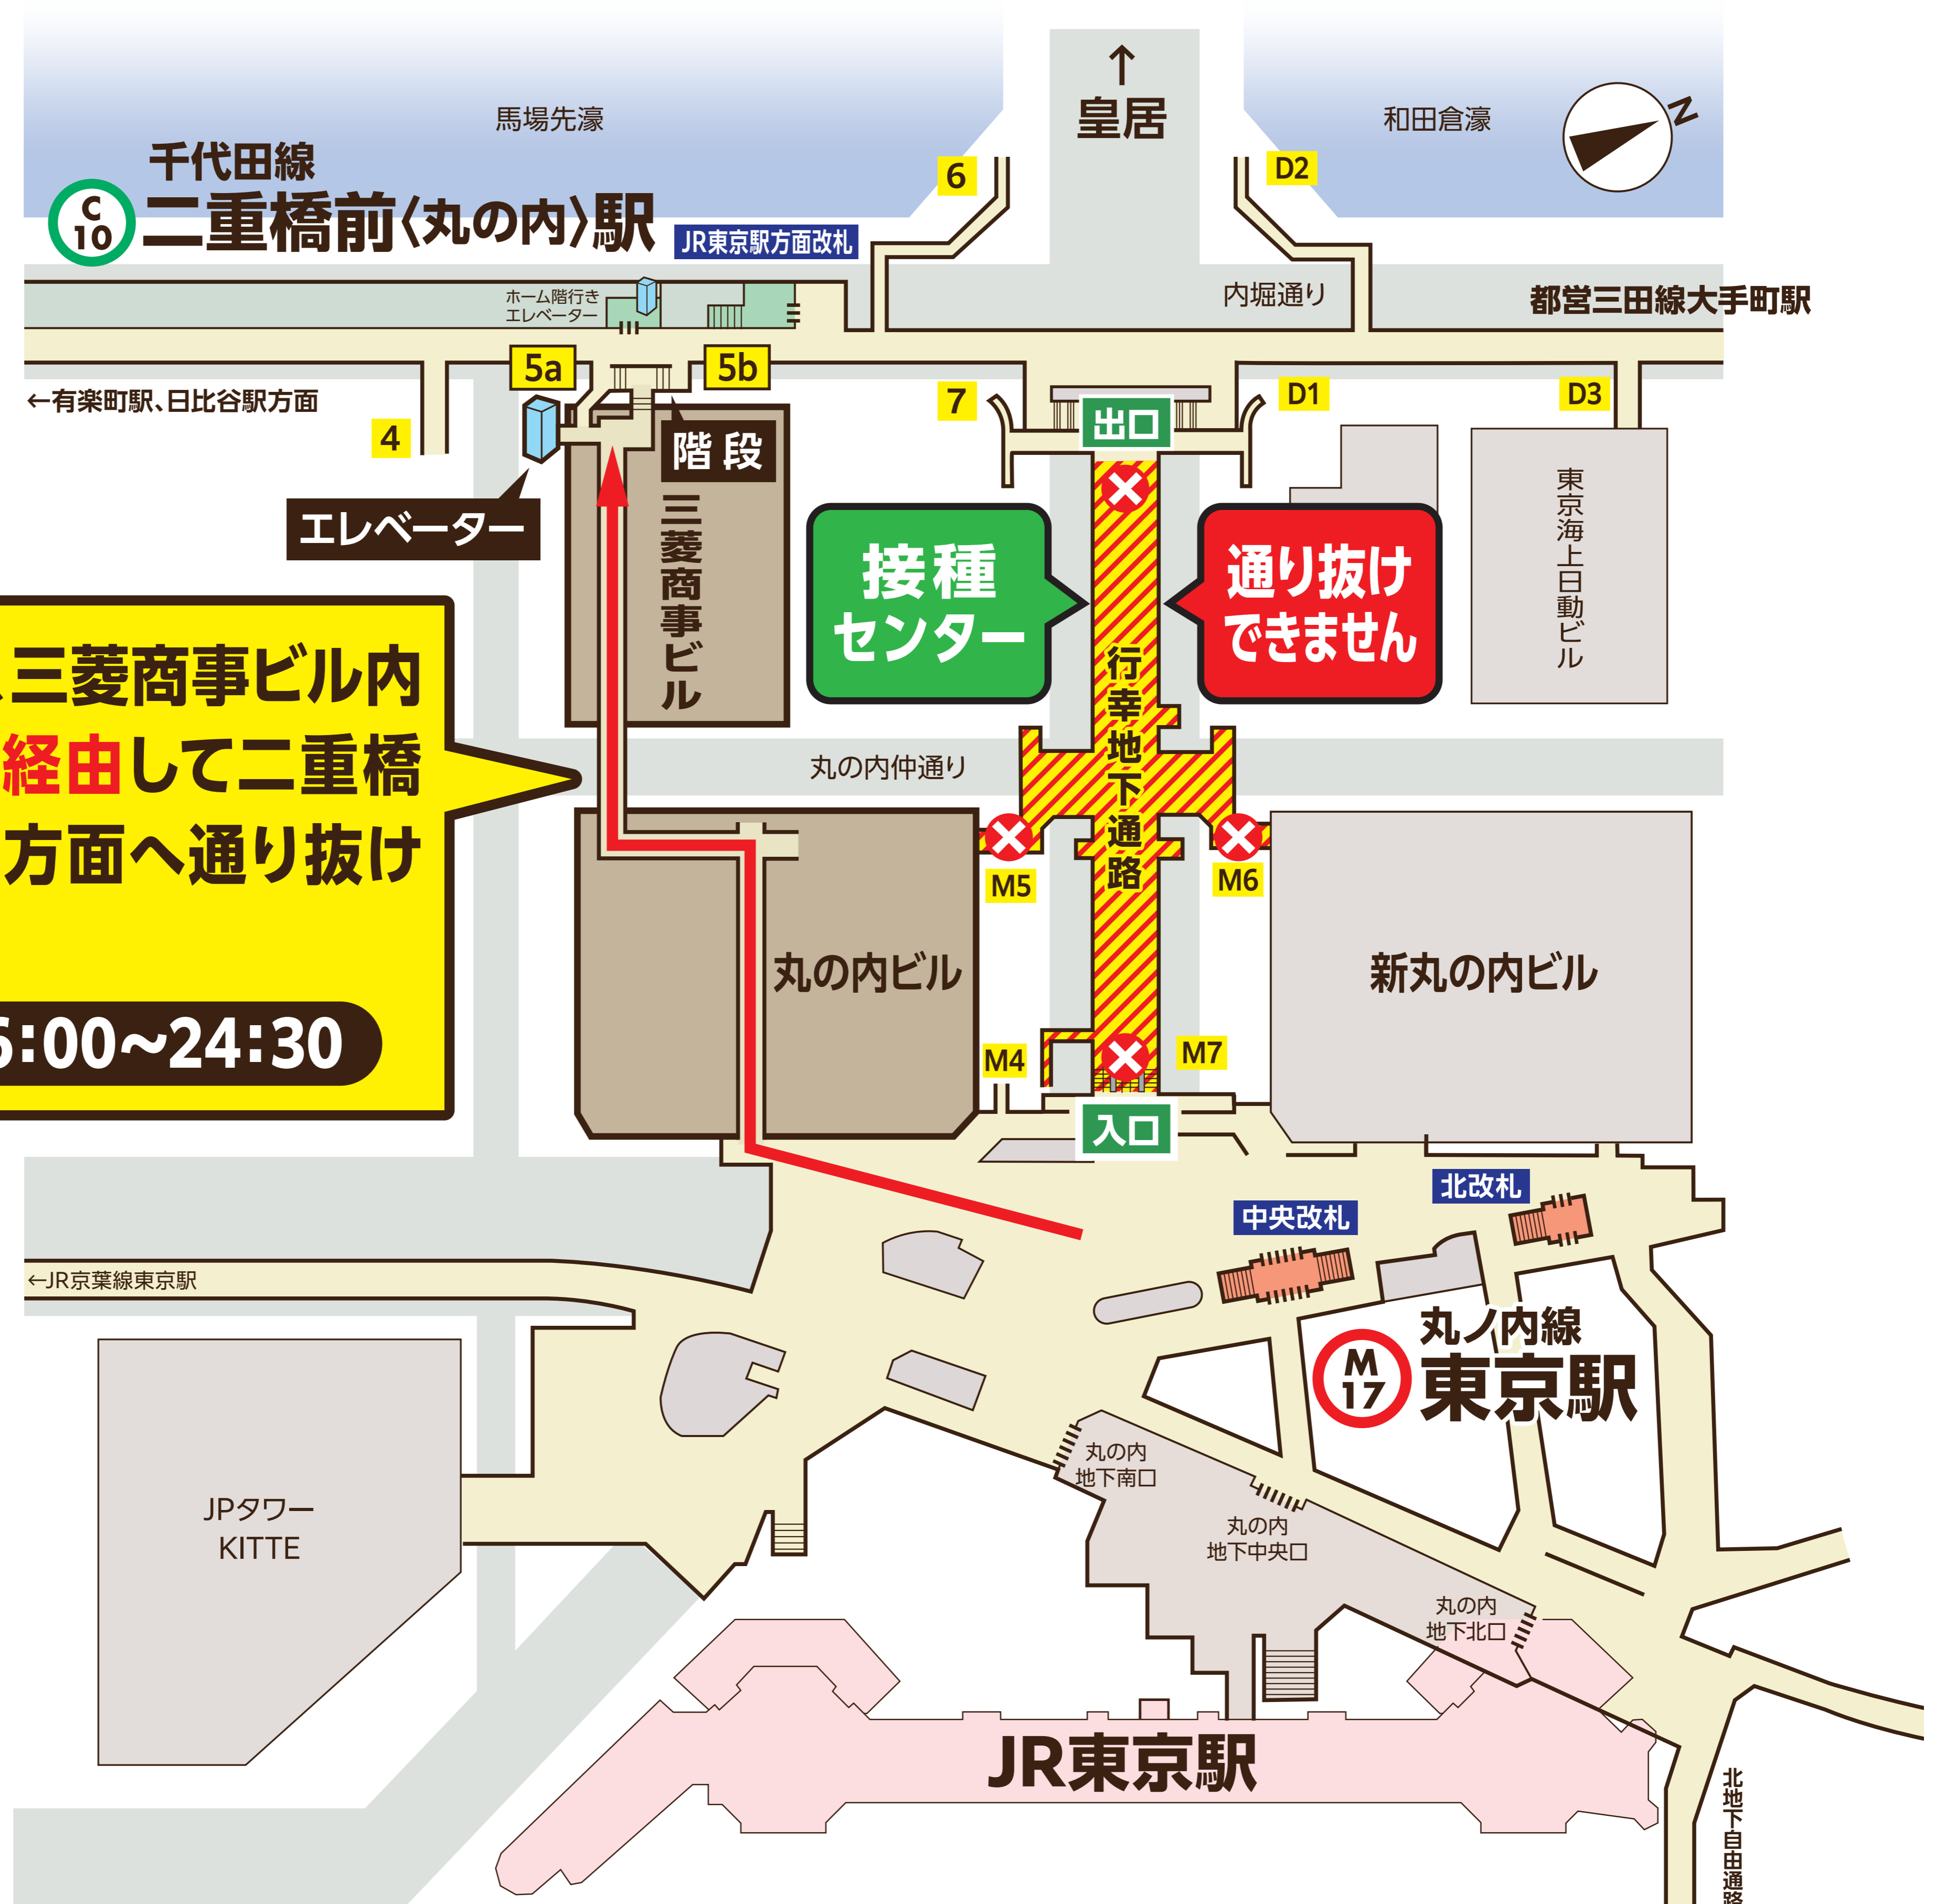 ↑
皇居
馬場先濠
和田倉濠
N
千代田線
C
10
二重橋前〈丸の内〉駅
JR東京駅方面改札
6
D2
ホーム階行き
エレベーター
内堀通り
都営三田線大手町駅
5a
5b
←有楽町駅、日比谷駅方面
4
7
D1
D3
出口
階段
エレベーター
三菱商事ビル
接種
センター
通り抜け
できません
東京海上日動ビル
行幸地下通路
三菱商事ビル内
経由して二重橋
方面へ通り抜け
:00~24:30
丸の内仲通り
M5
M6
丸の内ビル
新丸の内ビル
M4
M7
入口
北改札
中央改札
←JR京葉線東京駅
丸ノ内線
M
17
東京駅
丸の内
地下南口
JPタワー
KITTE
丸の内
地下中央口
丸の内
地下北口
JR東京駅
北地下自由通路